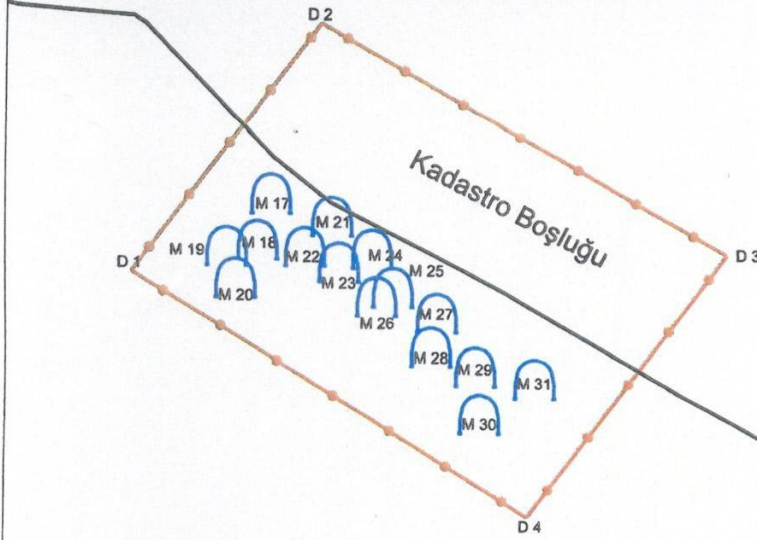 D 2
Kadastro Boşluğu
M 17
M 21
M 19
M 18
M 22
M 24
D 1
M 23
M 25
D 3
M 20
M 26
M 27
M 28
M 29
M 31
M 30
D 4